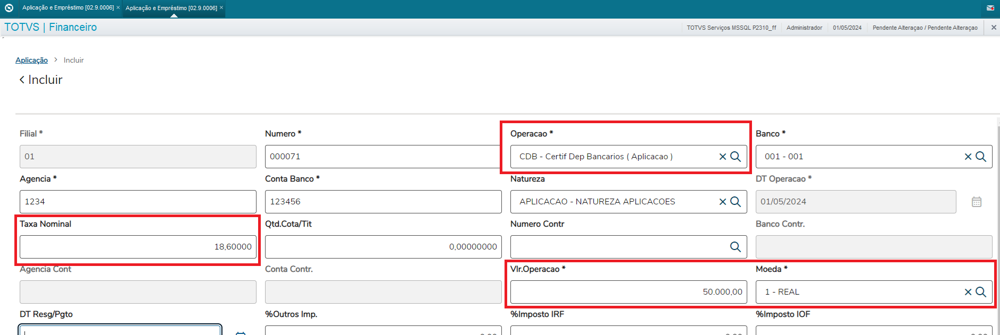 Aplicação e Empréstimo [02.9.0006] × Aplicação e Empréstimo [02.9.0006] ×
TOTVS | Financeiro TOTVS Serviços MSSQL P2310_ff Administrador 01/05/2024 Pendente Alteraçao / Pendente Alteraçao ×
Aplicação > Incluir
< Incluir
Filial * Numero * Operacao * Banco *
01 000071 CDB - Certif Dep Bancarios ( Aplicacao ) 001 - 001
Agencia * Conta Banco * Natureza DT Operacao *
1234 123456 APLICACAO - NATUREZA APLICACOES 01/05/2024
Taxa Nominal Qtd.Cota/Tit Numero Contr Banco Contr.
18,60000 0,00000000
Agencia Cont Conta Contr. Vlr.Operacao * Moeda *
50.000,00 1 - REAL
DT Resg/Pgto %Outros Imp. %Imposto IRF %Imposto IOF